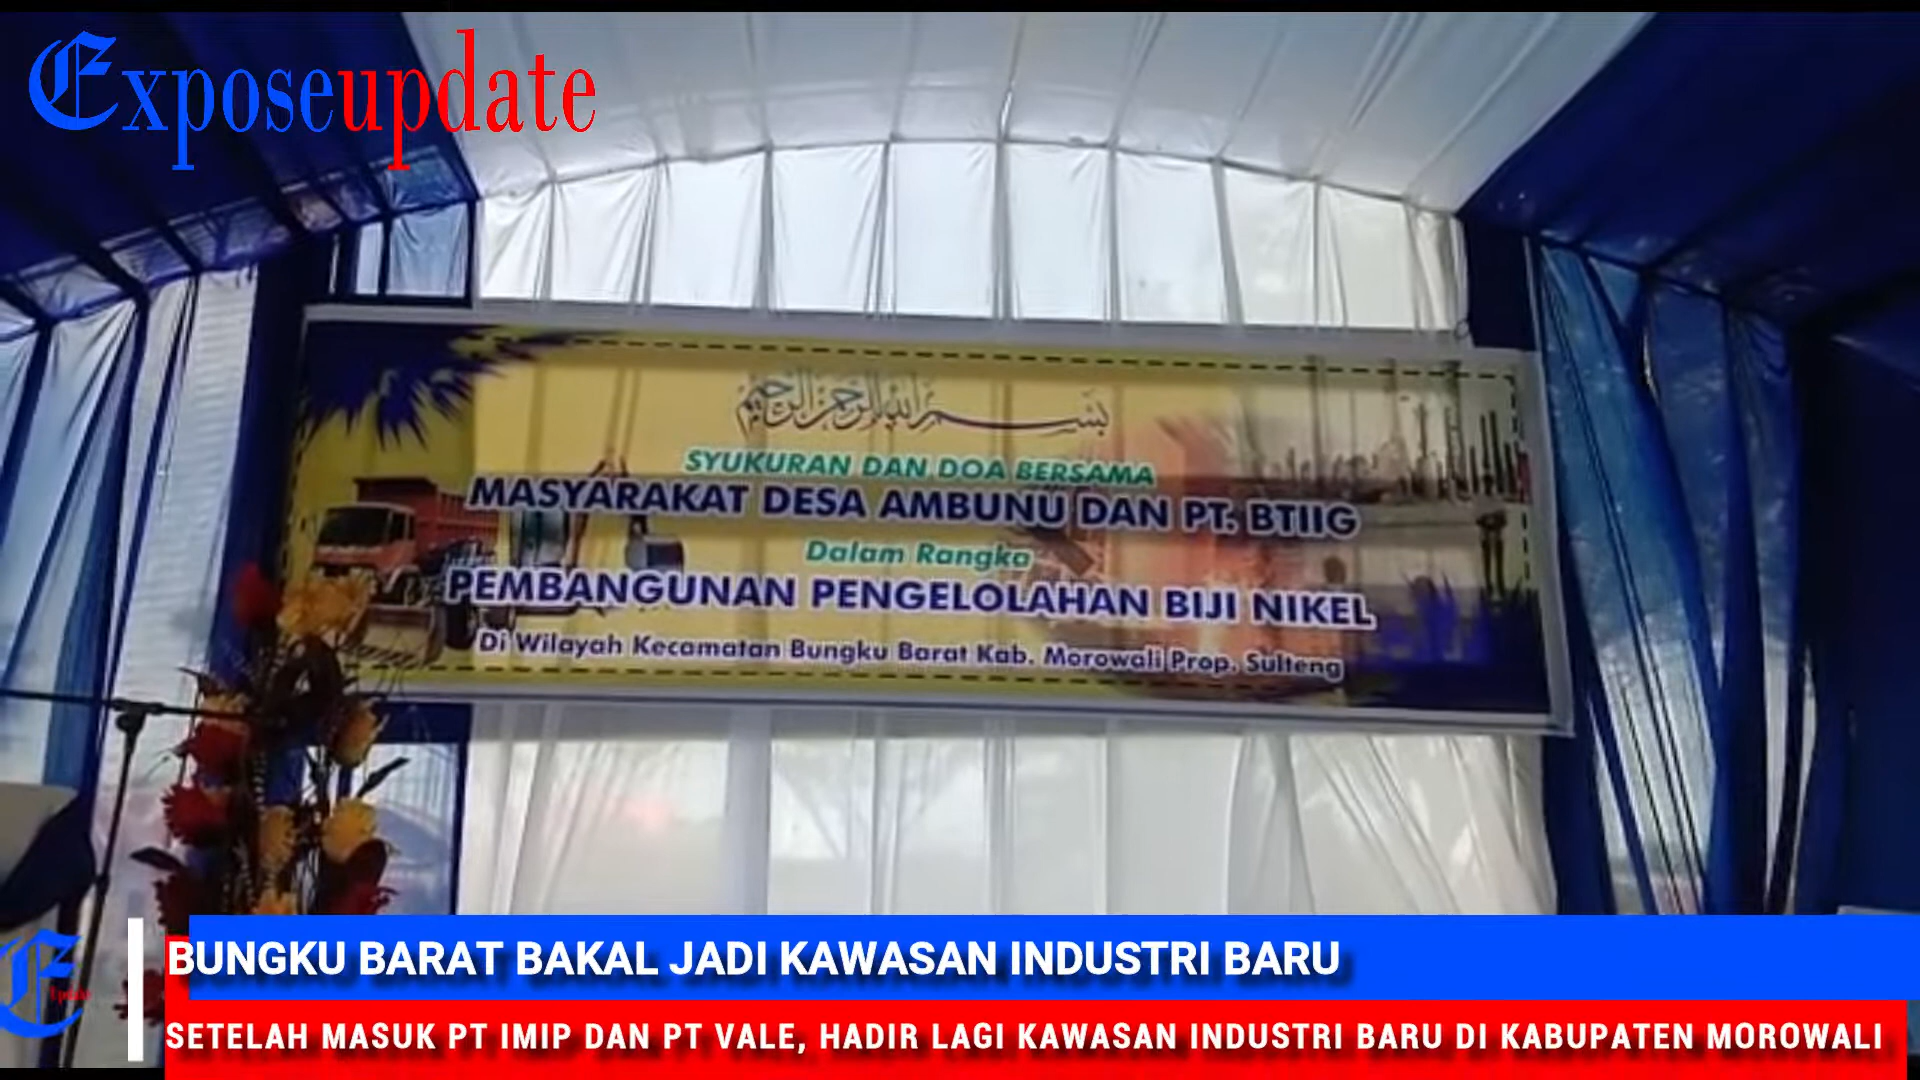 Exposeupdate
بسم الله الرحمن الرحيم
SYUKURAN DAN DOA BERSAMA
MASYARAKAT DESA AMBUNU DAN PT. BTIIG
Dalam Rangka
PEMBANGUNAN PENGELOLAHAN BIJI NIKEL
Di Wilayah Kecamatan Bungku Barat Kab. Morowali Prop. Sulteng
BUNGKU BARAT BAKAL JADI KAWASAN INDUSTRI BARU
E Update
SETELAH MASUK PT IMIP DAN PT VALE, HADIR LAGI KAWASAN INDUSTRI BARU DI KABUPATEN MOROWALI